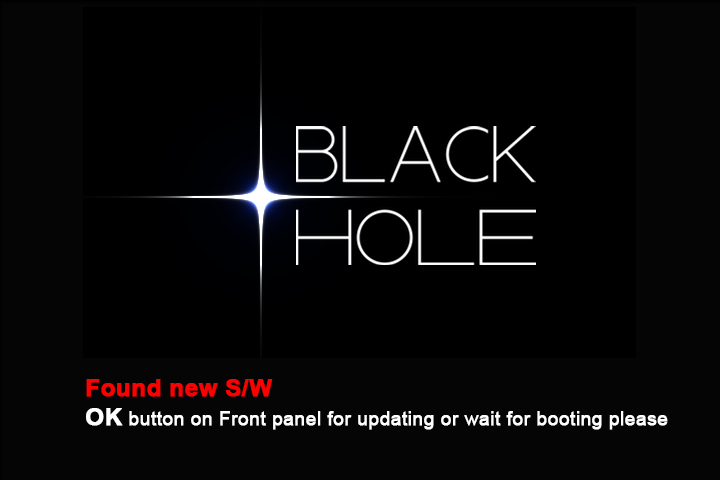 BLACK
HOLE
Found new S/W
OK button on Front panel for updating or wait for booting please